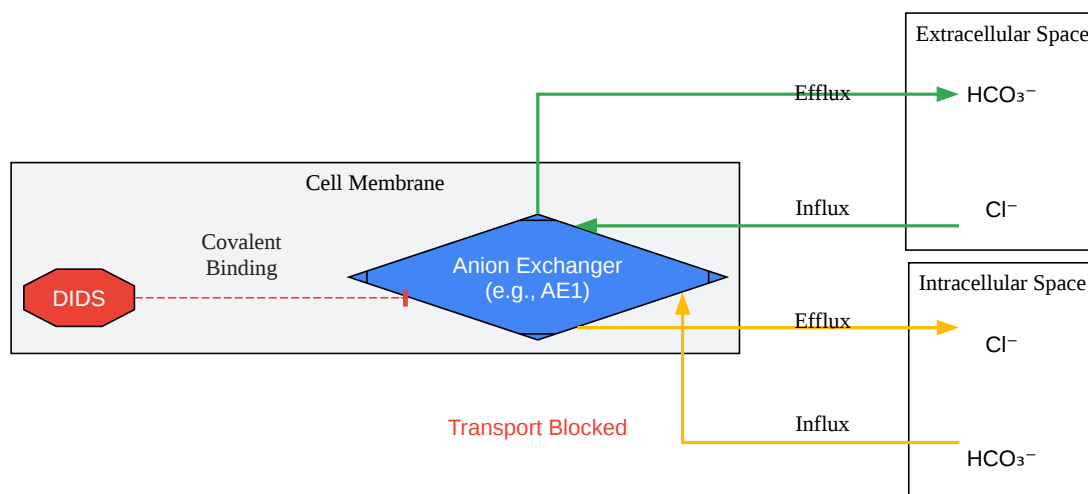 Extracellular Space
Efflux
HCO₃⁻
Cell Membrane
Influx
Cl⁻
Covalent
Binding
Anion Exchanger
(e.g., AE1)
DIDS
Intracellular Space
Efflux
Cl⁻
Transport Blocked
Influx
HCO₃⁻